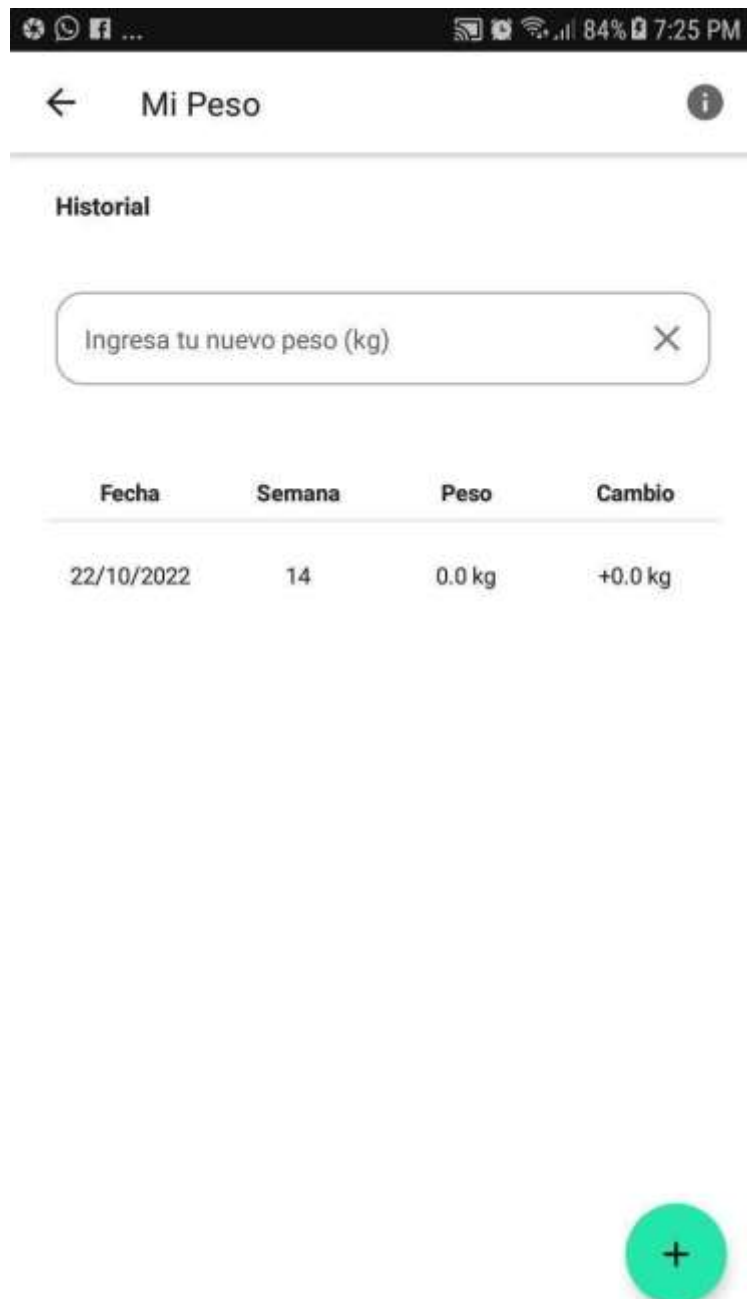 ... 84% 7:25 PM
Mi Peso
Historial
Ingresa tu nuevo peso (kg)
Fecha Semana Peso Cambio
22/10/2022 14 0.0 kg +0.0 kg